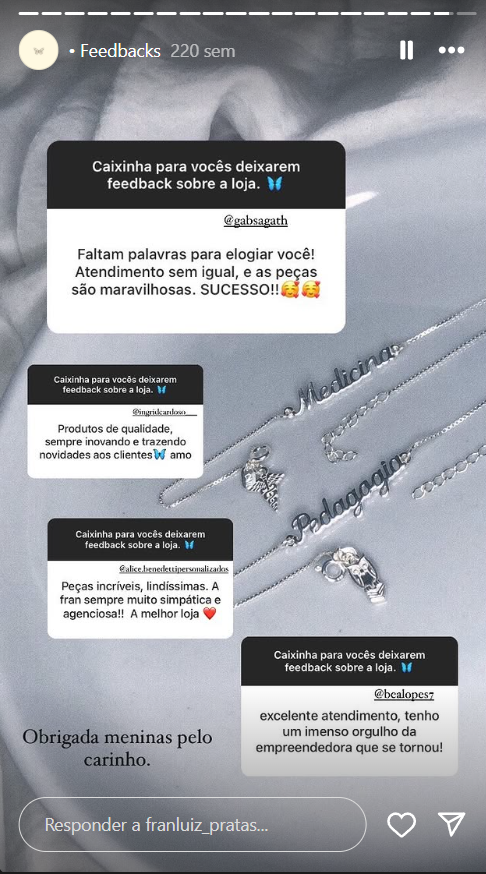 • Feedbacks 220 sem
Caixinha para vocês deixarem
feedback sobre a loja. 🦋
@gabsagath
Faltam palavras para elogiar você!
Atendimento sem igual, e as peças
são maravilhosas. SUCESSO!!🥰🥰
Medicina
Caixinha para vocês deixarem
feedback sobre a loja. 🦋
@ingridcardoso___
Produtos de qualidade,
sempre inovando e trazendo
novidades aos clientes🦋 amo
Pedagogia
Caixinha para vocês deixarem
feedback sobre a loja. 🦋
@alice.benedettipersonalizados
Peças incríveis, lindíssimas. A
fran sempre muito simpática e
agenciosa!! A melhor loja ❤️
Caixinha para vocês deixarem
feedback sobre a loja. 🦋
@bealopes7
excelente atendimento, tenho
um imenso orgulho da
empreendedora que se tornou!
Obrigada meninas pelo
carinho.
Responder a franluiz_pratas...